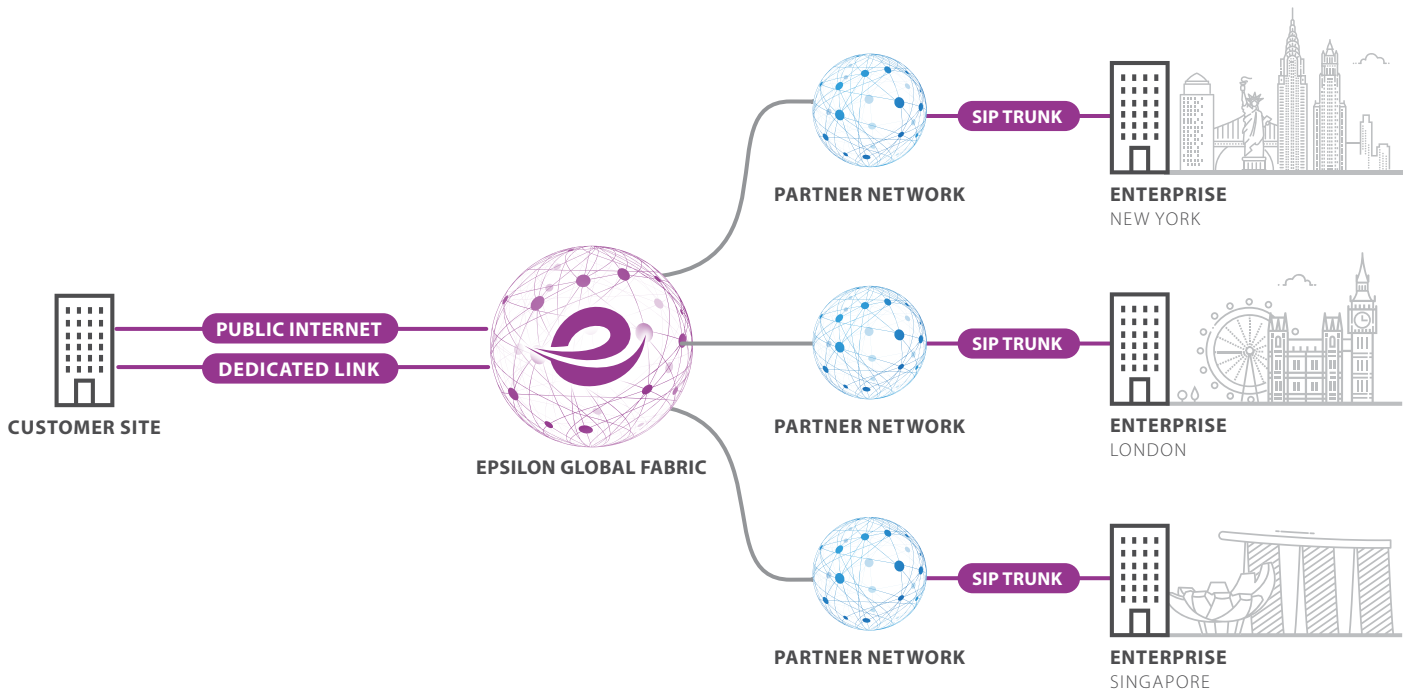 SIP TRUNK
PARTNER NETWORK
ENTERPRISE
NEW YORK
PUBLIC INTERNET
DEDICATED LINK
CUSTOMER SITE
EPSILON GLOBAL FABRIC
SIP TRUNK
PARTNER NETWORK
ENTERPRISE
LONDON
SIP TRUNK
PARTNER NETWORK
ENTERPRISE
SINGAPORE